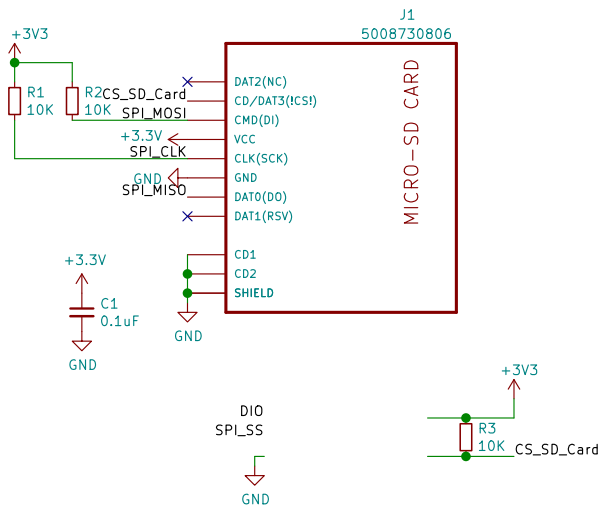 J1
5008730806
+3V3
R1
10K
R2
10K
CS_SD_Card
SPI_MOSI
+3.3V
SPI_CLK
GND
SPI_MISO
DAT2(NC)
CD/DAT3(!CS!)
CMD(DI)
VCC
CLK(SCK)
GND
DAT0(DO)
DAT1(RSV)
CD1
CD2
SHIELD
MICRO-SD CARD
GND
+3.3V
C1
0.1uF
GND
DIO
SPI_SS
GND
+3V3
R3
10K
CS_SD_Card